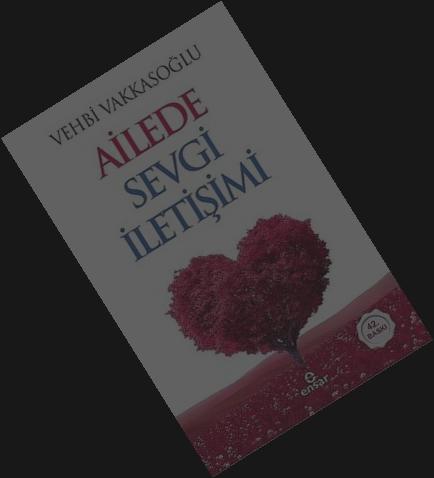 VEHBİ VAKKASOĞLU
AİLEDE
SEVGİ
İLETİŞİMİ
42.
BASKI
e
ensar